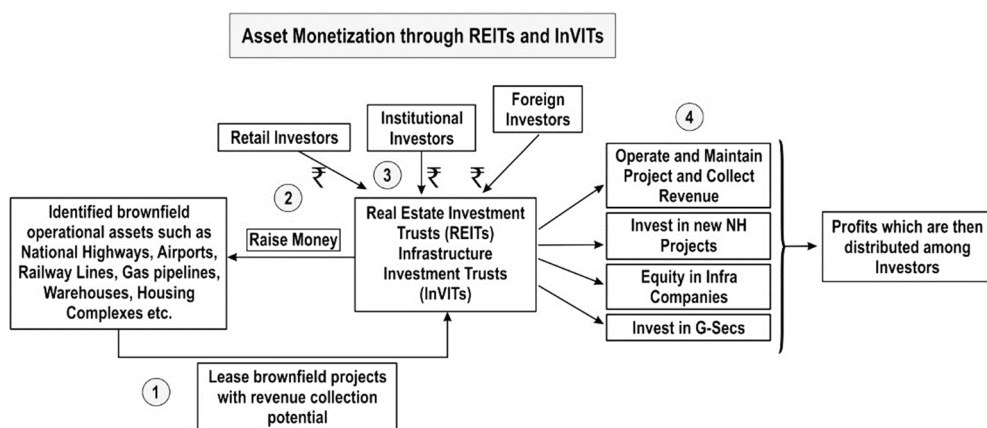 Asset Monetization through REITs and InVITs
Foreign
Investors
Institutional
Investors
Retail Investors
4
₹
₹
₹
3
2
Operate and Maintain
Project and Collect
Revenue
Identified brownfield
operational assets such as
National Highways, Airports,
Railway Lines, Gas pipelines,
Warehouses, Housing
Complexes etc.
Raise Money
Real Estate Investment
Trusts (REITs)
Infrastructure
Investment Trusts
(InVITs)
Invest in new NH
Projects
Equity in Infra
Companies
Invest in G-Secs
Profits which are then
distributed among
Investors
1
Lease brownfield projects
with revenue collection
potential